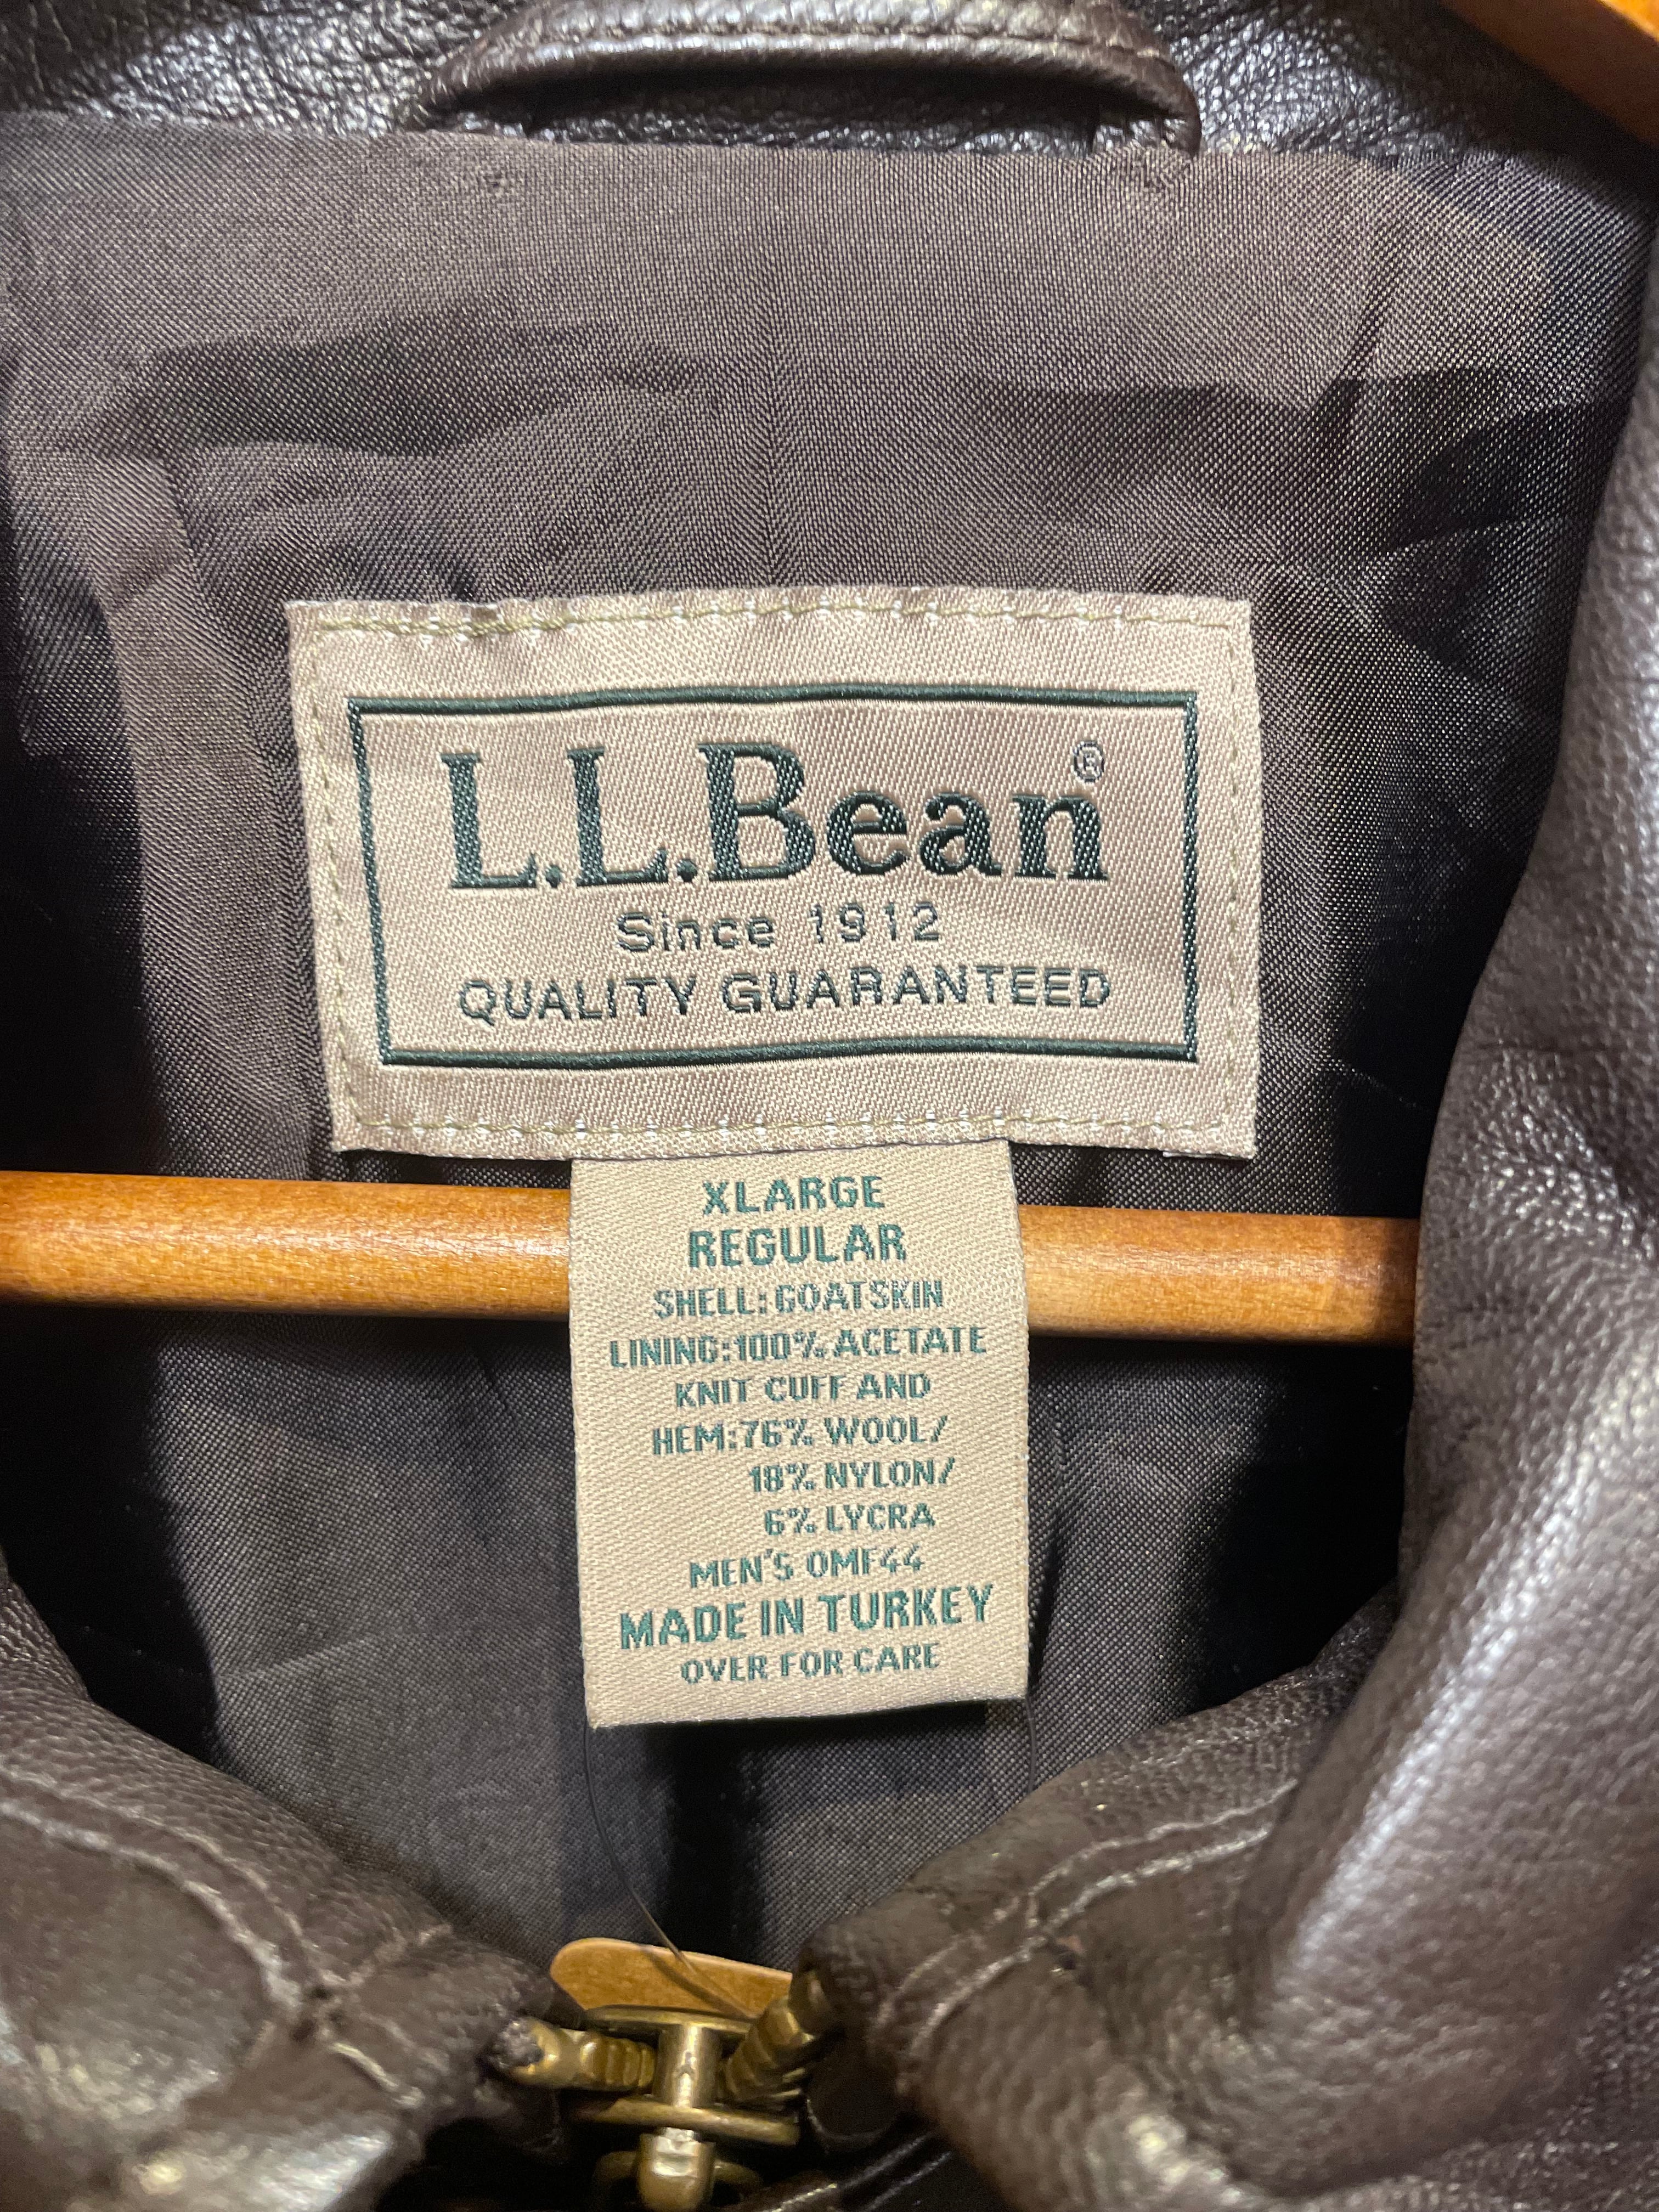 L.L.Bean®
Since 1912
QUALITY GUARANTEED
XLARGE
REGULAR
SHELL: GOATSKIN
LINING:100% ACETATE
KNIT CUFF AND
HEM:76% WOOL/
18% NYLON/
6% LYCRA
MEN'S 0MF44
MADE IN TURKEY
OVER FOR CARE